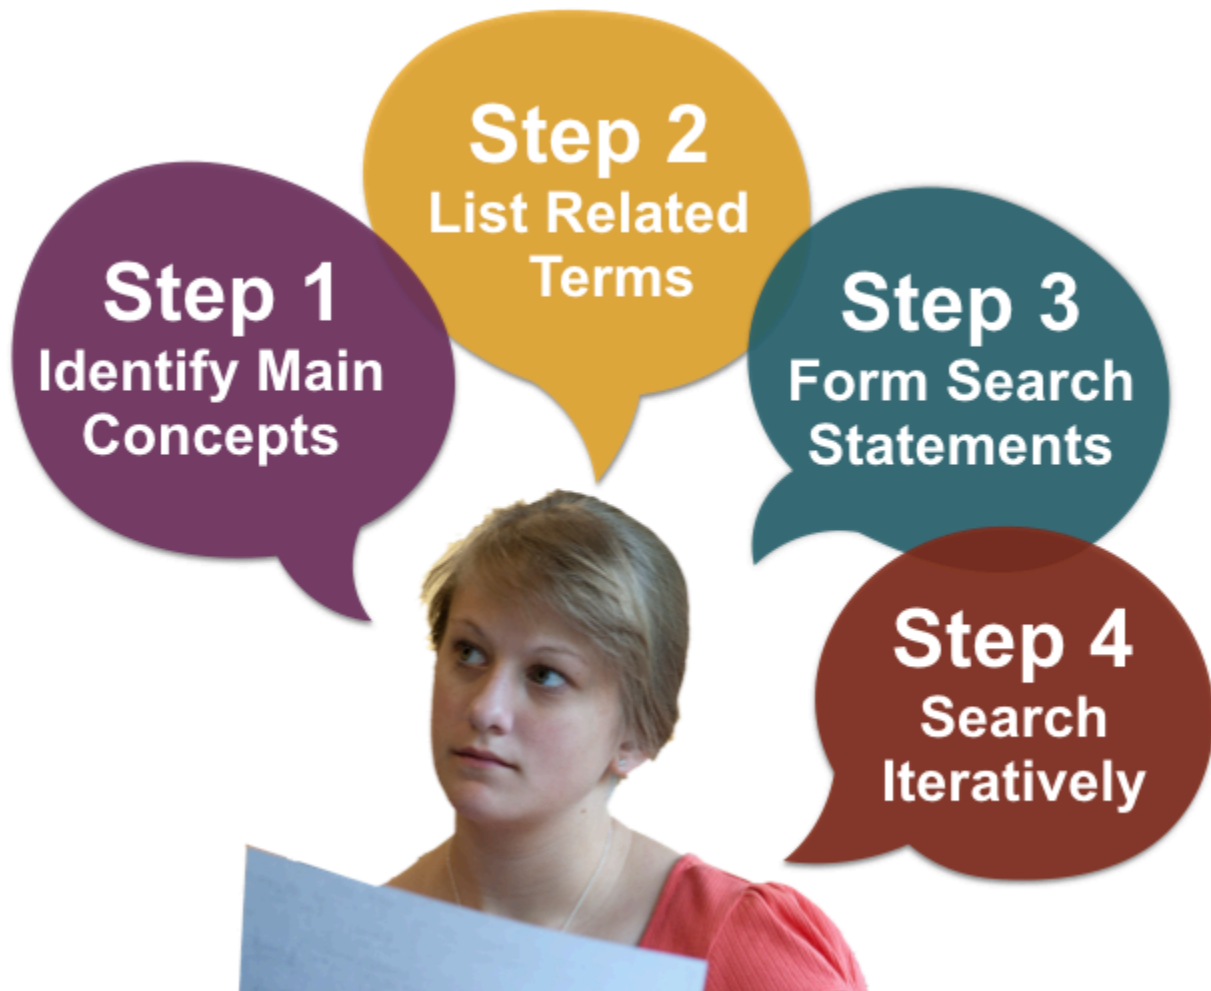 Step 1
Identify Main
Concepts
Step 2
List Related
Terms
Step 3
Form Search
Statements
Step 4
Search
Iteratively